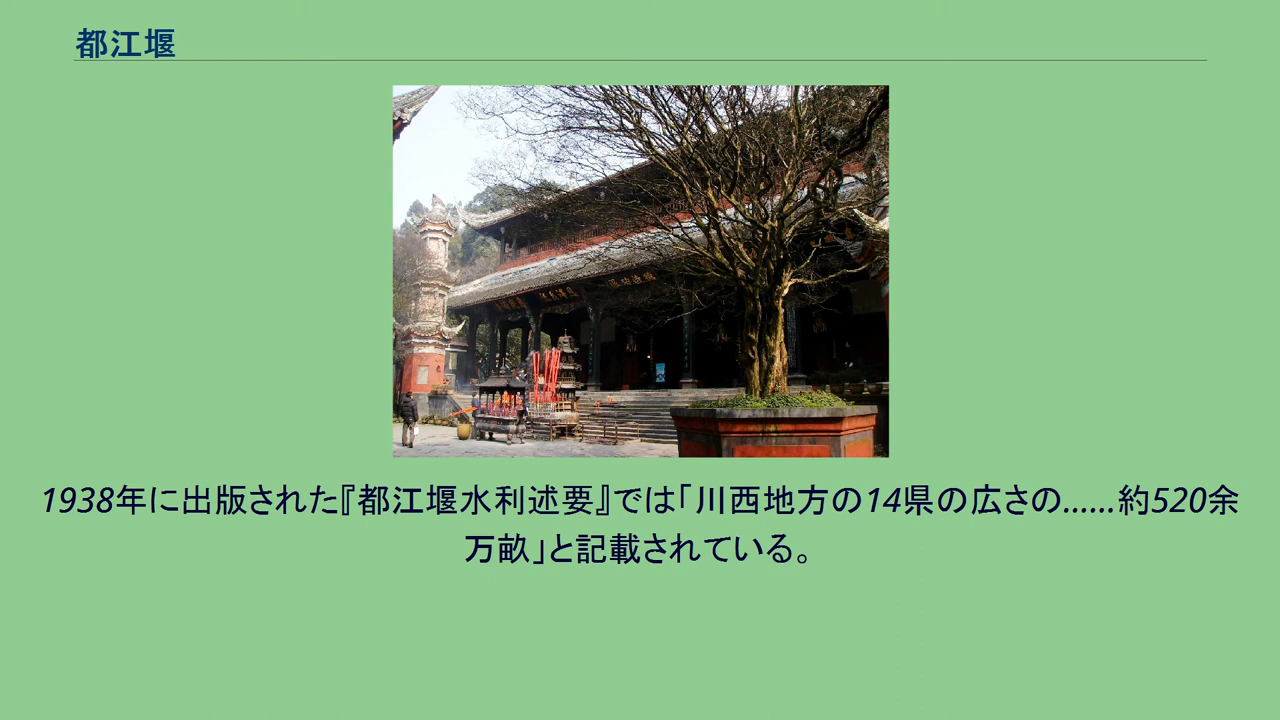 都江堰
1938年に出版された『都江堰水利述要』では「川西地方の14県の広さの……約520余
万畝」と記載されている。